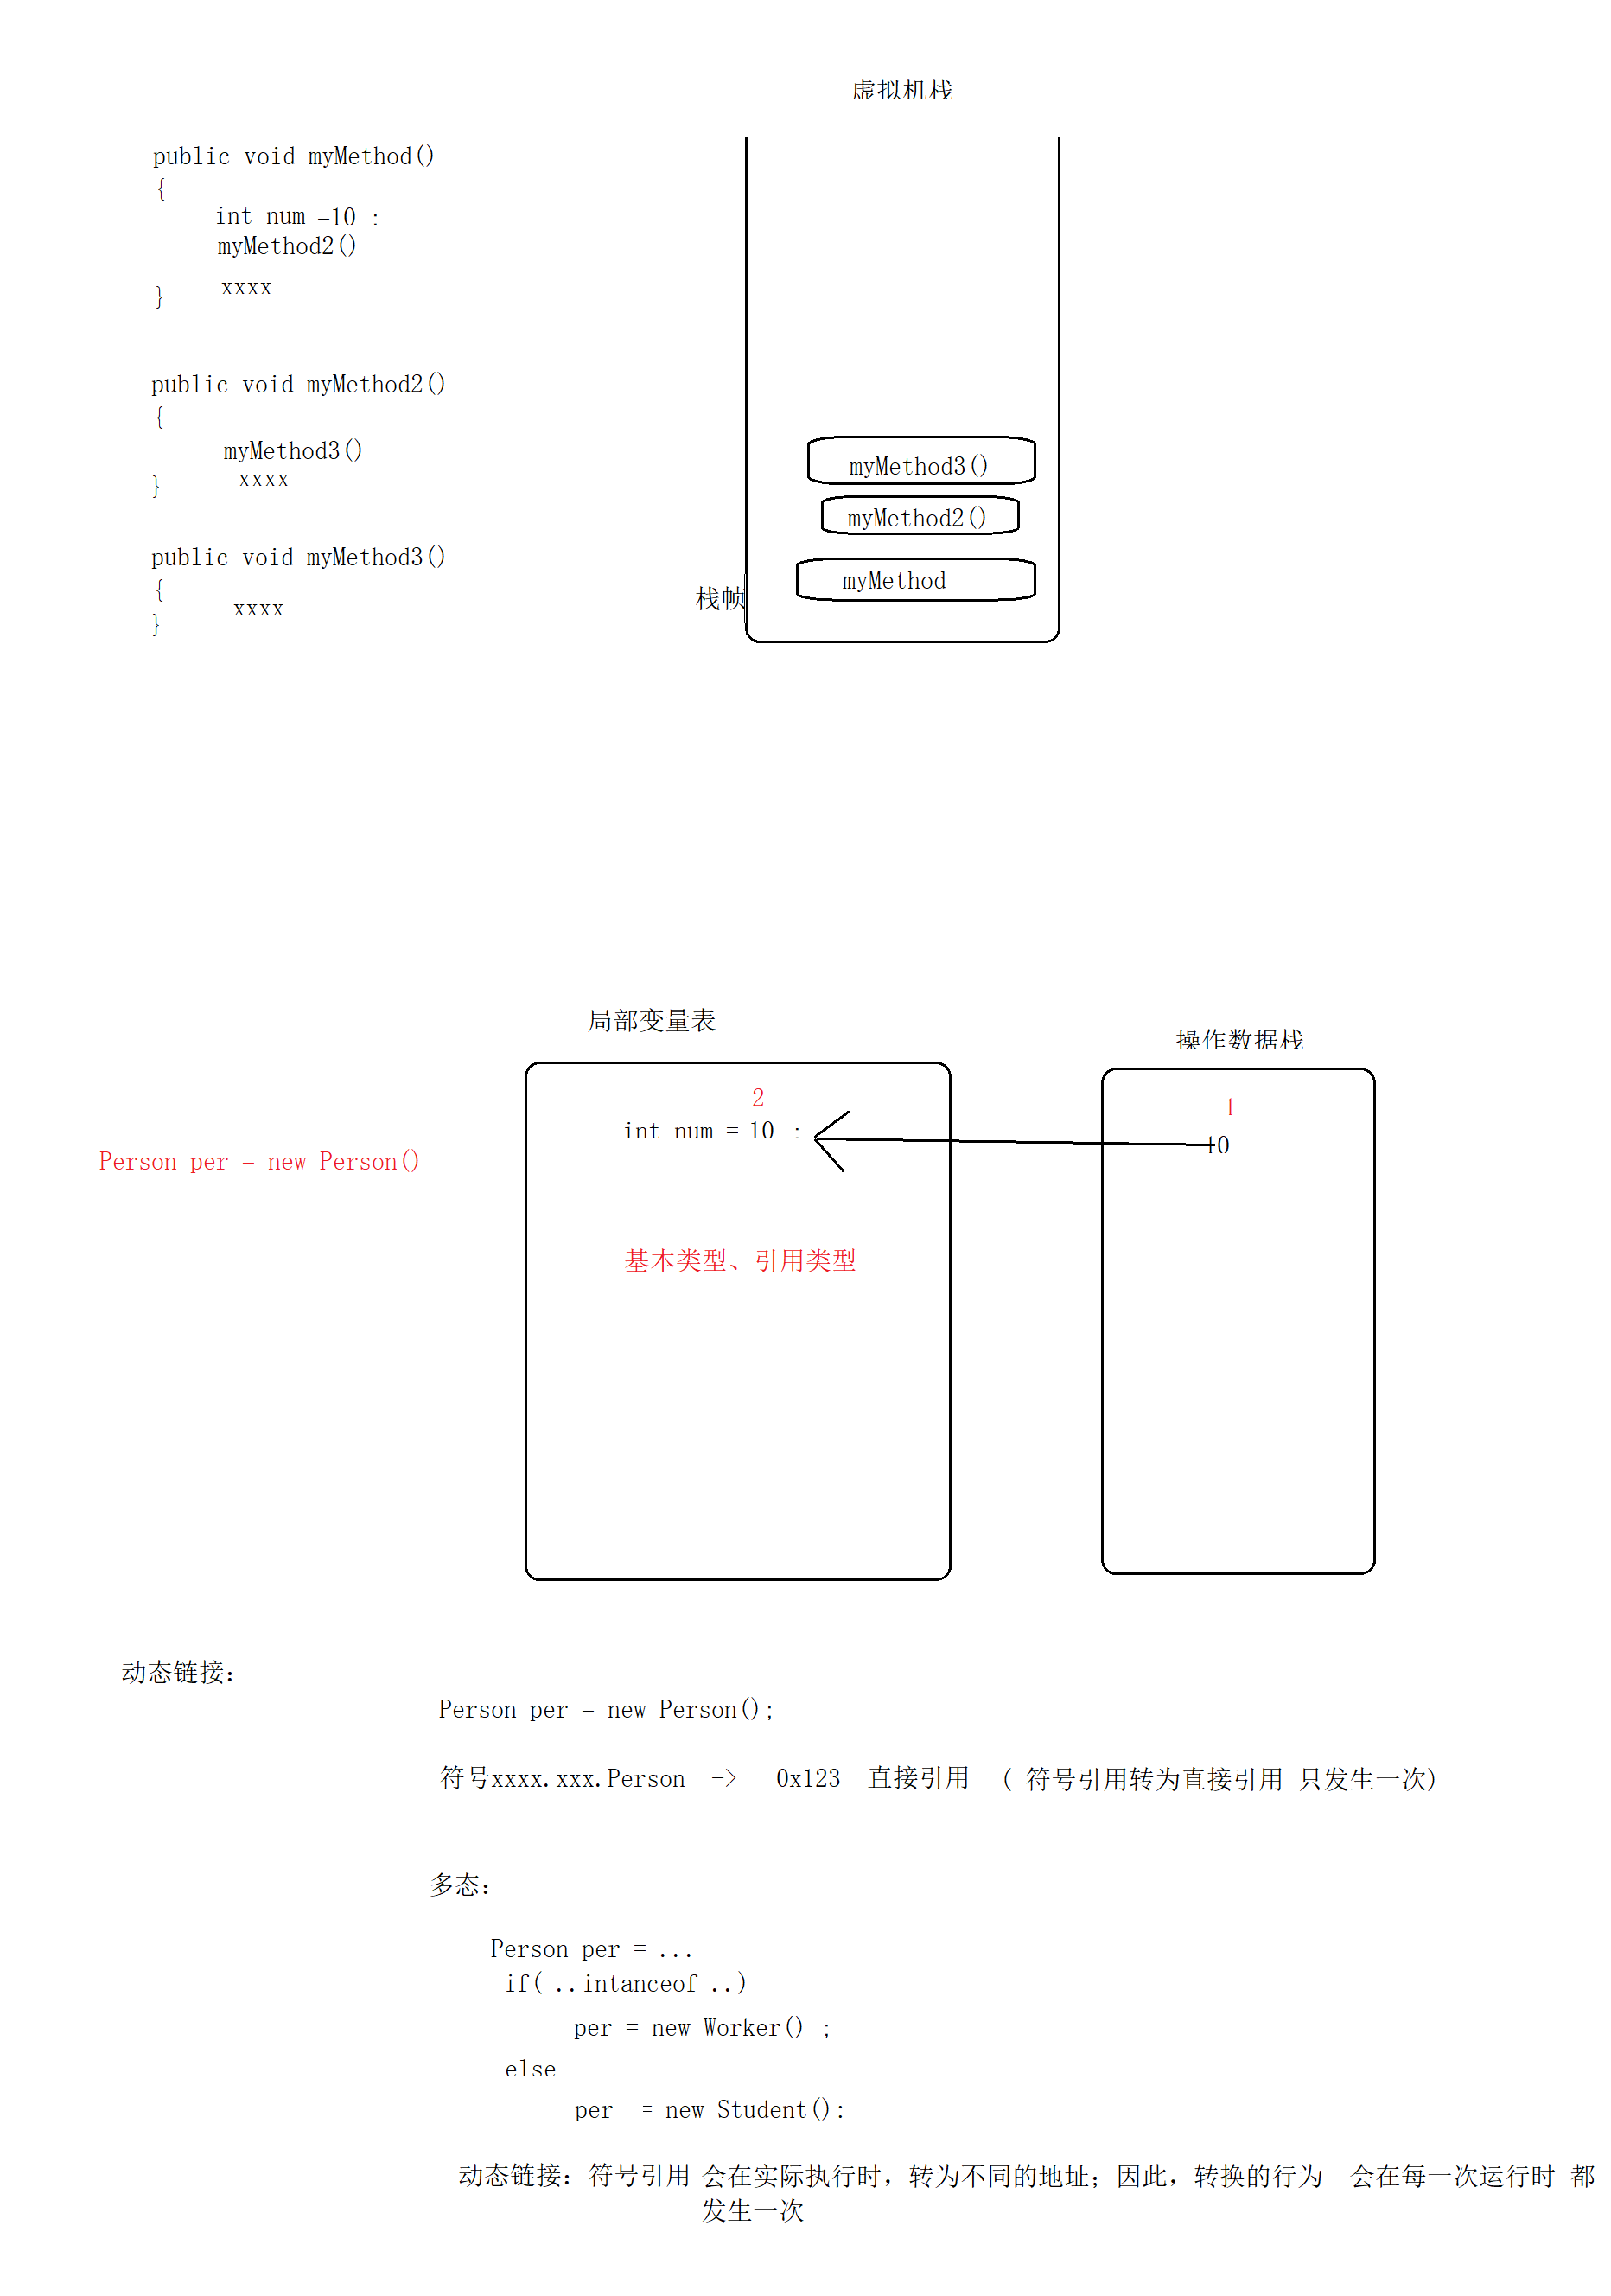 虚拟机栈
public void myMethod()
{
int num =10 ;
myMethod2()
xxxx
}
public void myMethod2()
{
myMethod3()
xxxx
}
public void myMethod3()
{
xxxx
}
myMethod3()
myMethod2()
myMethod
栈帧
局部变量表
操作数据栈
2
int num = 10 ;
1
10
Person per = new Person()
基本类型、引用类型
动态链接：
Person per = new Person();
符号xxxx.xxx.Person -> 0x123 直接引用 ( 符号引用转为直接引用 只发生一次)
多态：
Person per = ...
if( ..intanceof ..)
per = new Worker() ;
else
per = new Student();
动态链接：符号引用 会在实际执行时，转为不同的地址；因此，转换的行为 会在每一次运行时 都
发生一次